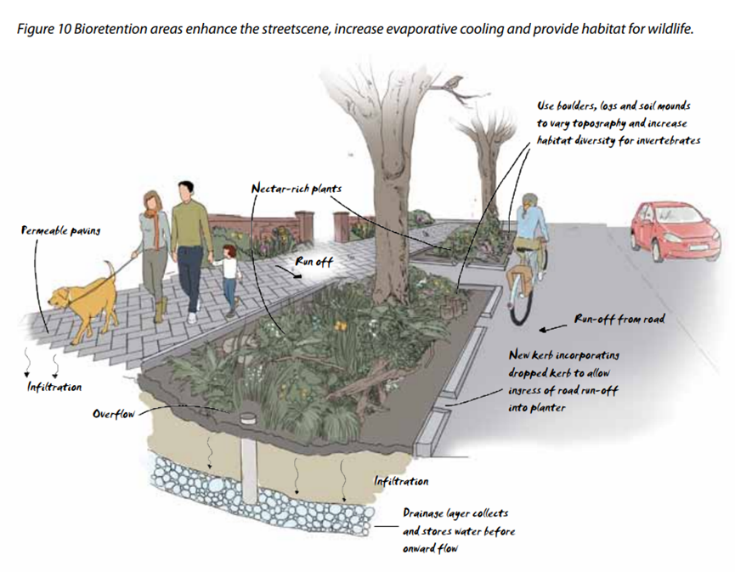 Figure 10 Bioretention areas enhance the streetscene, increase evaporative cooling and provide habitat for wildlife.
Use boulders, logs and soil mounds
to vary topography and increase
habitat diversity for invertebrates
Nectar-rich plants
Permeable paving
Run off
Run-off from road
New kerb incorporating
dropped kerb to allow
ingress of road run-off
into planter
Infiltration
Overflow
Infiltration
Drainage layer collects
and stores water before
onward flow